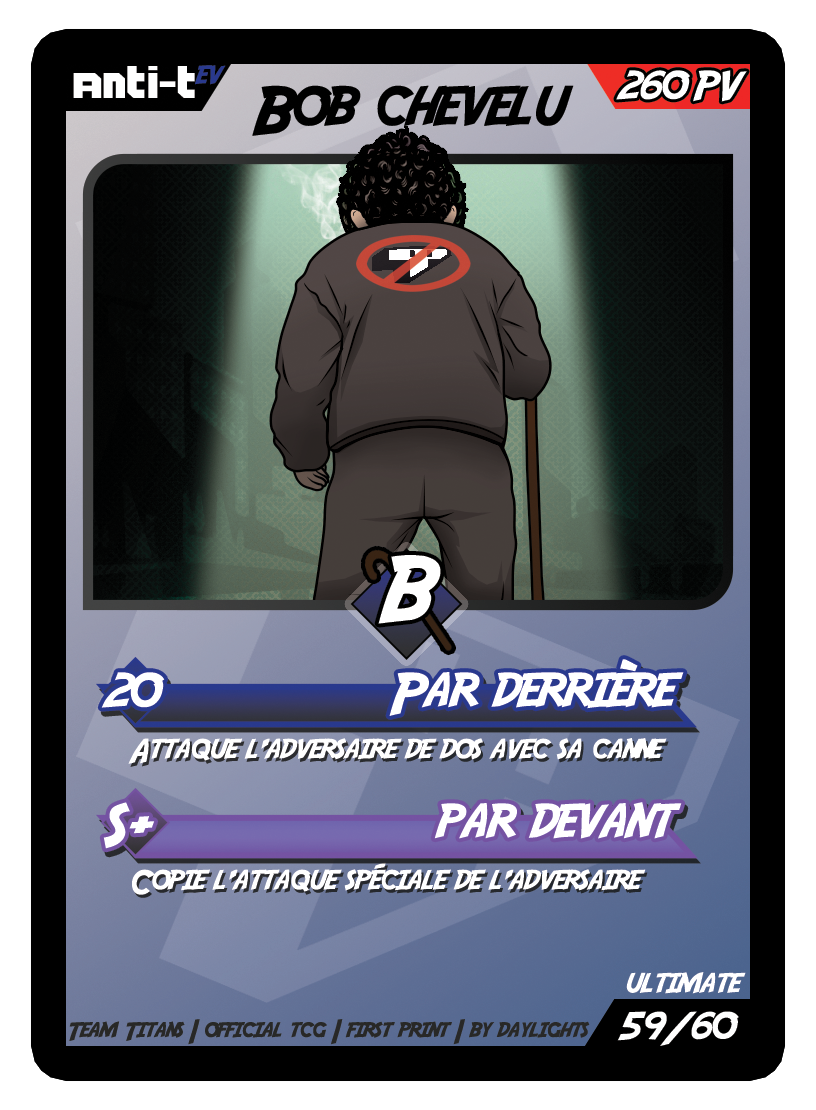 anti-t EV
260 PV
Bob chevelu
T
B
20 Par derrière
Attaque l'adversaire de dos avec sa canne
S+ Par devant
Copie l'attaque spéciale de l'adversaire
Ultimate
Team Titans | Official TCG | First Print | By Daylights
59/60